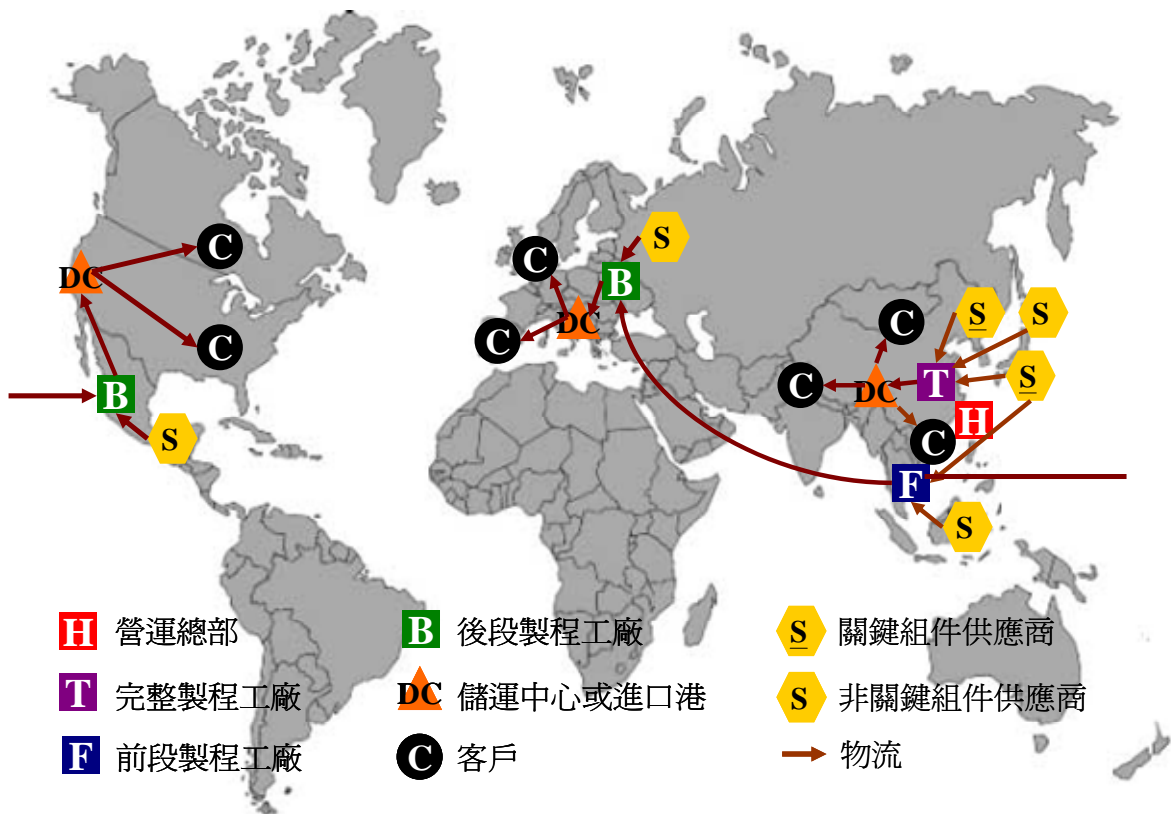 C
DC
C
B
S
S
C
B
DC
C
C
S
S
C
DC
T
S
H
C
F
S
H 營運總部
B 後段製程工廠
S 關鍵組件供應商
T 完整製程工廠
DC 儲運中心或進口港
S 非關鍵組件供應商
F 前段製程工廠
C 客戶
物流